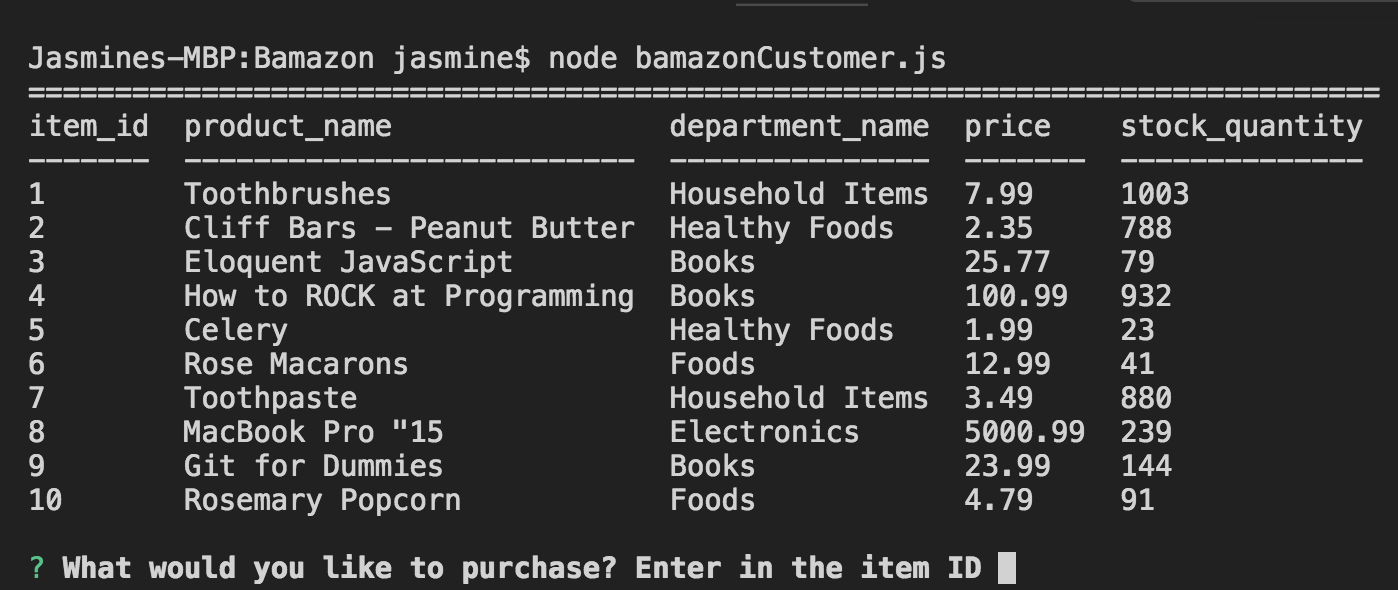 Jasmines-MBP:Bamazon jasmine$ node bamazonCustomer.js
==============================================================================
item_id  product_name                department_name  price    stock_quantity
-------  --------------------------  ---------------  -------  --------------
1        Toothbrushes                Household Items  7.99     1003
2        Cliff Bars - Peanut Butter  Healthy Foods    2.35     788
3        Eloquent JavaScript         Books            25.77    79
4        How to ROCK at Programming  Books            100.99   932
5        Celery                      Healthy Foods    1.99     23
6        Rose Macarons               Foods            12.99    41
7        Toothpaste                  Household Items  3.49     880
8        MacBook Pro "15             Electronics      5000.99  239
9        Git for Dummies             Books            23.99    144
10       Rosemary Popcorn            Foods            4.79     91
? What would you like to purchase? Enter in the item ID